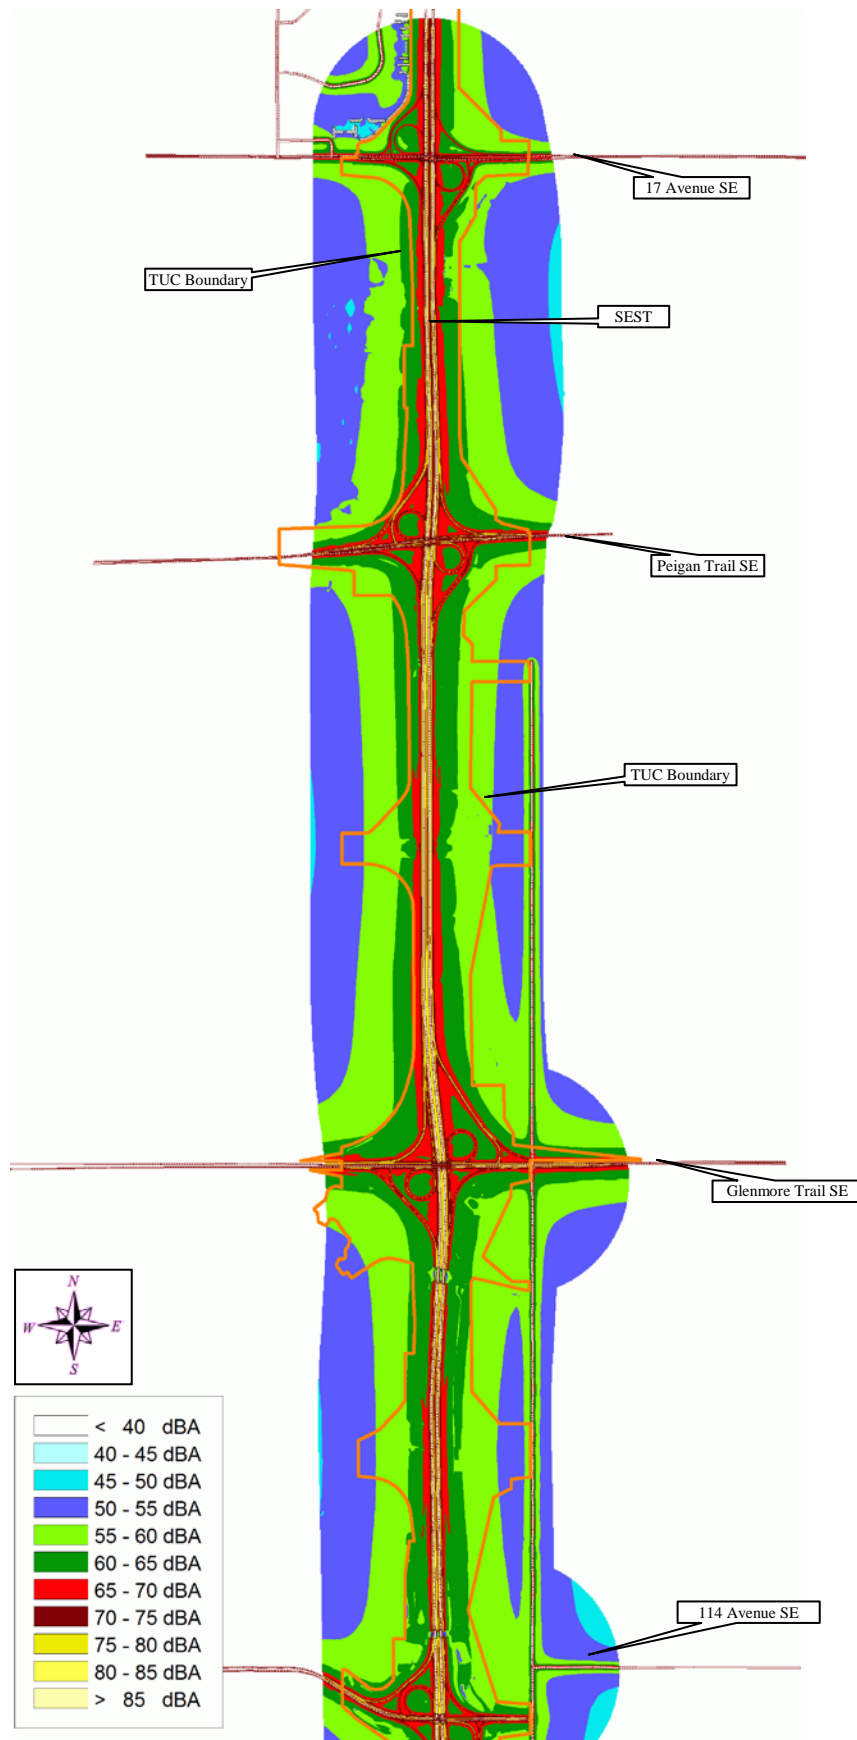 17 Avenue SE
TUC Boundary
SEST
Peigan Trail SE
TUC Boundary
Glenmore Trail SE
N
W E
S
< 40 dBA
40 - 45 dBA
45 - 50 dBA
50 - 55 dBA
55 - 60 dBA
60 - 65 dBA
65 - 70 dBA
70 - 75 dBA
75 - 80 dBA
80 - 85 dBA
> 85 dBA
114 Avenue SE